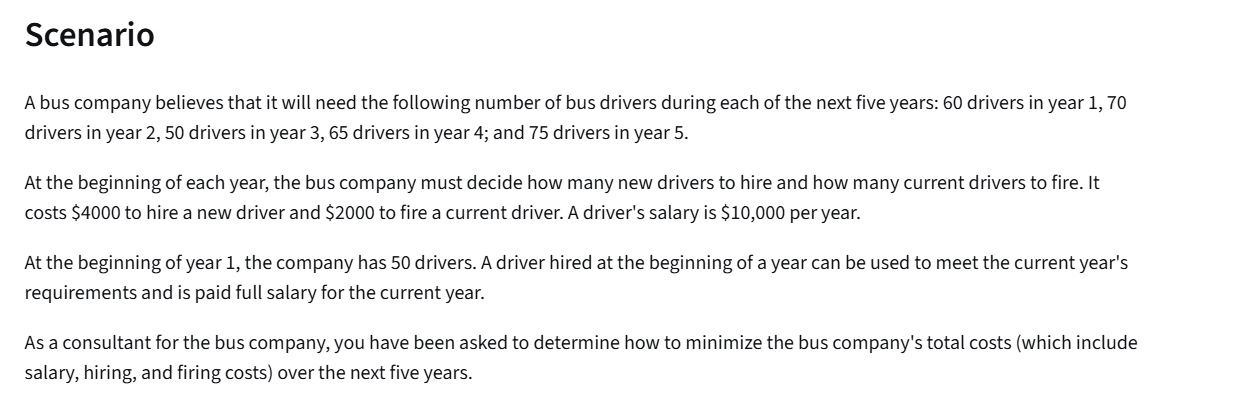 Scenario
A bus company believes that it will need the following number of bus drivers during each of the next five years: 60 drivers in year 1, 70
drivers in year 2, 50 drivers in year 3, 65 drivers in year 4; and 75 drivers in year 5.
At the beginning of each year, the bus company must decide how many new drivers to hire and how many current drivers to fire. It
costs $4000 to hire a new driver and $2000 to fire a current driver. A driver's salary is $10,000 per year.
At the beginning of year 1, the company has 50 drivers. A driver hired at the beginning of a year can be used to meet the current year's
requirements and is paid full salary for the current year.
As a consultant for the bus company, you have been asked to determine how to minimize the bus company's total costs (which include
salary, hiring, and firing costs) over the next five years.